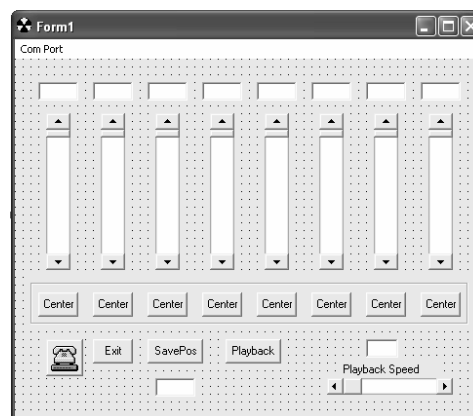 Form1
Com Port
Center Center Center Center Center Center Center Center
Exit SavePos Playback
Playback Speed